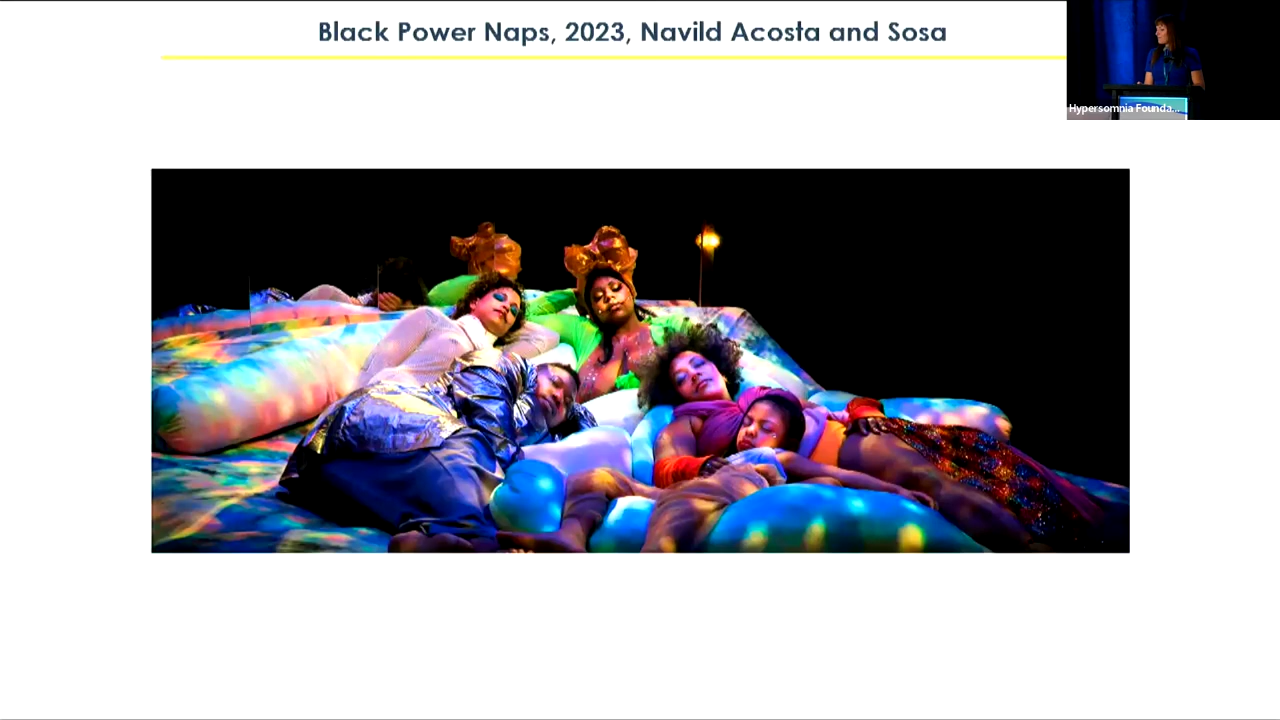 Black Power Naps, 2023, Navild Acosta and Sosa
Hypersomnia Founda...